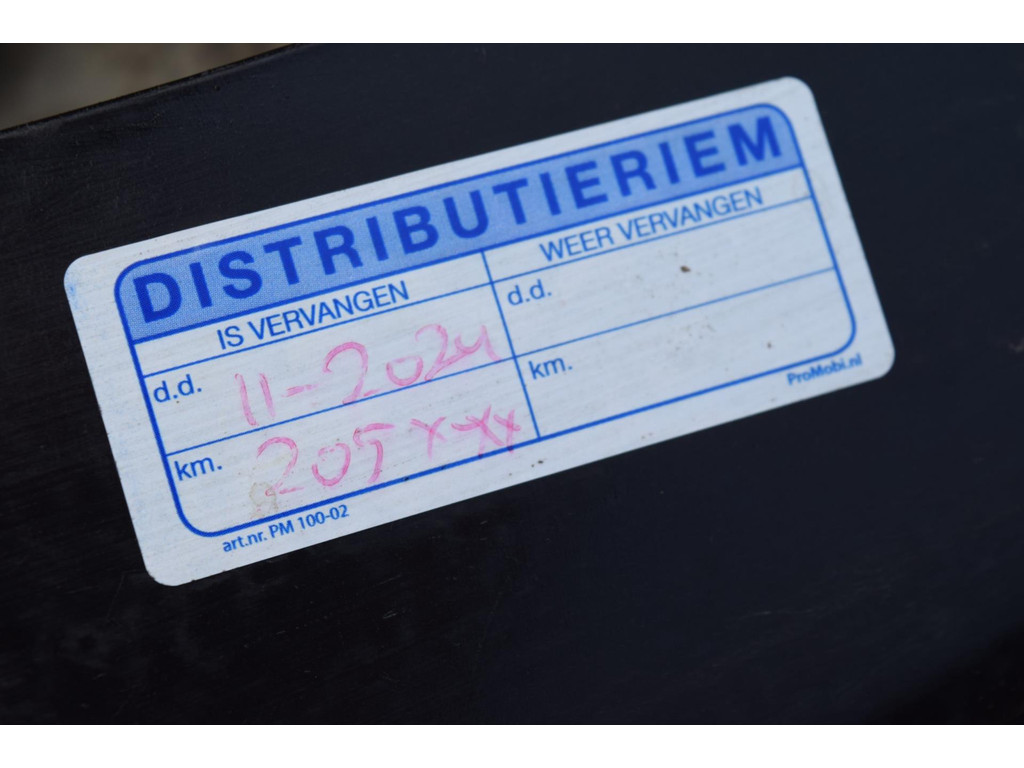 DISTRIBUTIERIEM
IS VERVANGEN
WEER VERVANGEN
d.d. 11-2024
d.d.
km. 205xxx
km.
art.nr. PM 100-02
ProMobi.nl